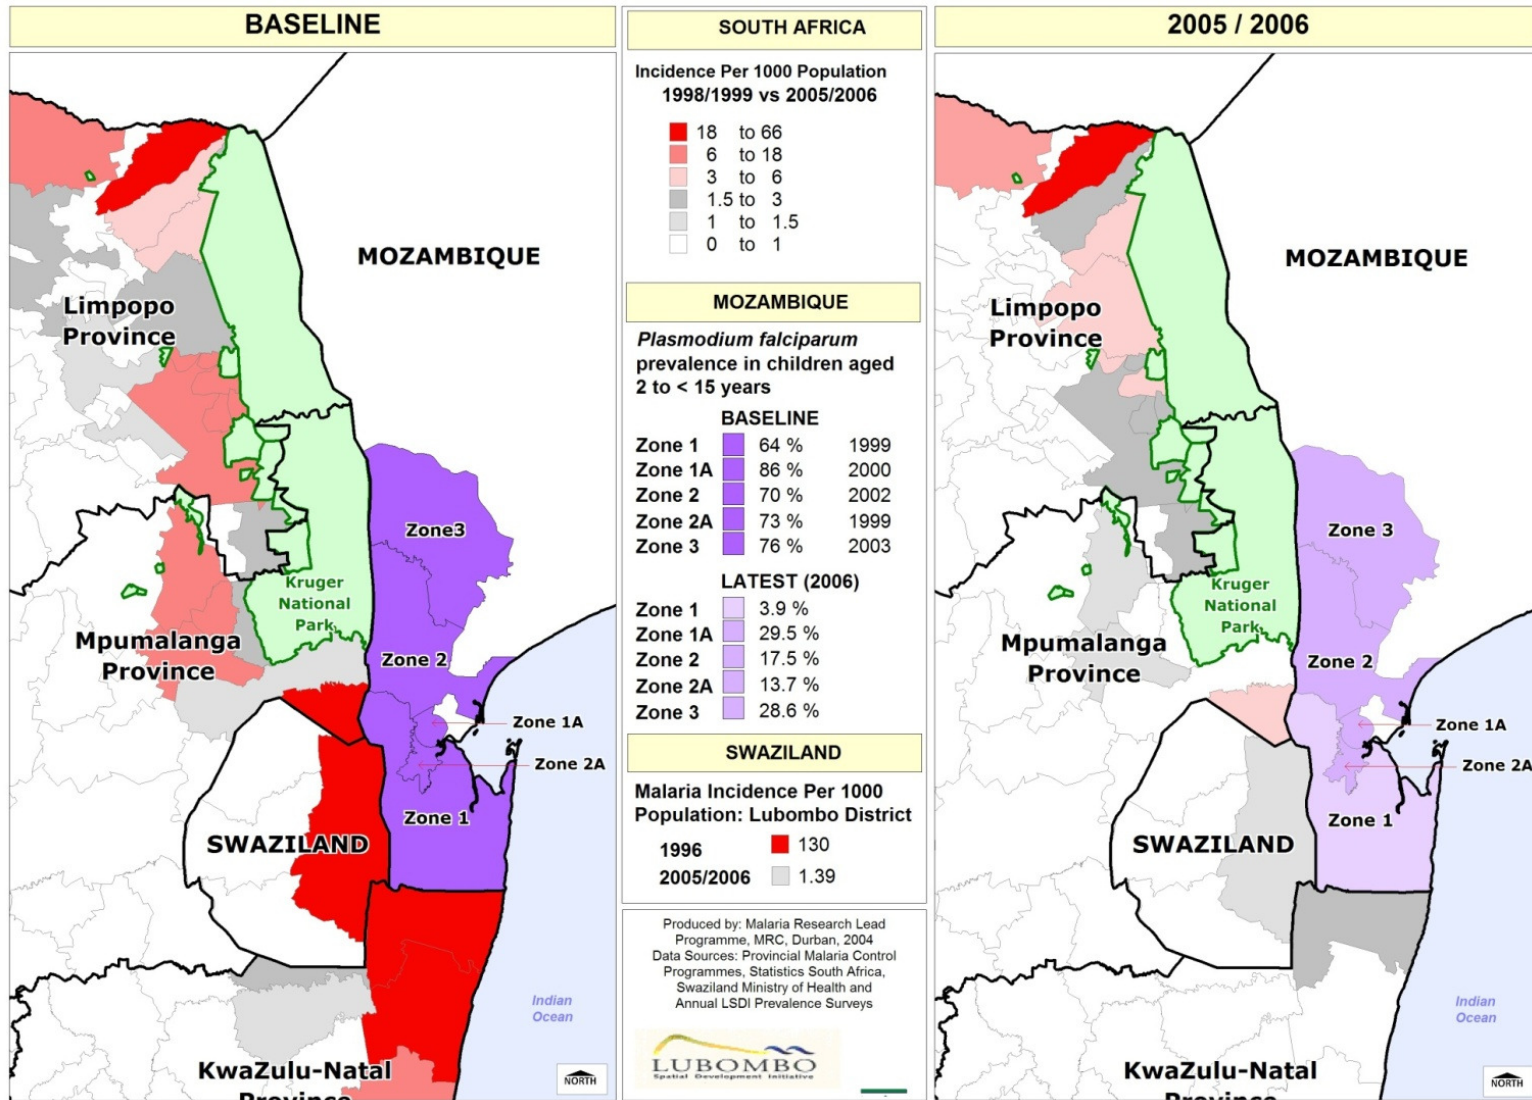 BASELINE
MOZAMBIQUE
Limpopo
Province
Zone3
Kruger
National
Park
Mpumalanga
Province
Zone 2
Zone 1A
Zone 2A
Zone 1
SWAZILAND
Indian
Ocean
KwaZulu-Natal
Province
NORTH
SOUTH AFRICA
Incidence Per 1000 Population
1998/1999 vs 2005/2006
18 to 66
6 to 18
3 to 6
1.5 to 3
1 to 1.5
0 to 1
MOZAMBIQUE
Plasmodium falciparum
prevalence in children aged
2 to < 15 years
BASELINE
Zone 1 64 % 1999
Zone 1A 86 % 2000
Zone 2 70 % 2002
Zone 2A 73 % 1999
Zone 3 76 % 2003
LATEST (2006)
Zone 1 3.9 %
Zone 1A 29.5 %
Zone 2 17.5 %
Zone 2A 13.7 %
Zone 3 28.6 %
SWAZILAND
Malaria Incidence Per 1000
Population: Lubombo District
1996 130
2005/2006 1.39
Produced by: Malaria Research Lead
Programme, MRC, Durban, 2004
Data Sources: Provincial Malaria Control
Programmes, Statistics South Africa,
Swaziland Ministry of Health and
Annual LSDI Prevalence Surveys
LUBOMBO
Spatial Development Initiative
2005 / 2006
MOZAMBIQUE
Limpopo
Province
Zone 3
Kruger
National
Park
Mpumalanga
Province
Zone 2
Zone 1A
Zone 2A
Zone 1
SWAZILAND
Indian
Ocean
KwaZulu-Natal
Province
NORTH